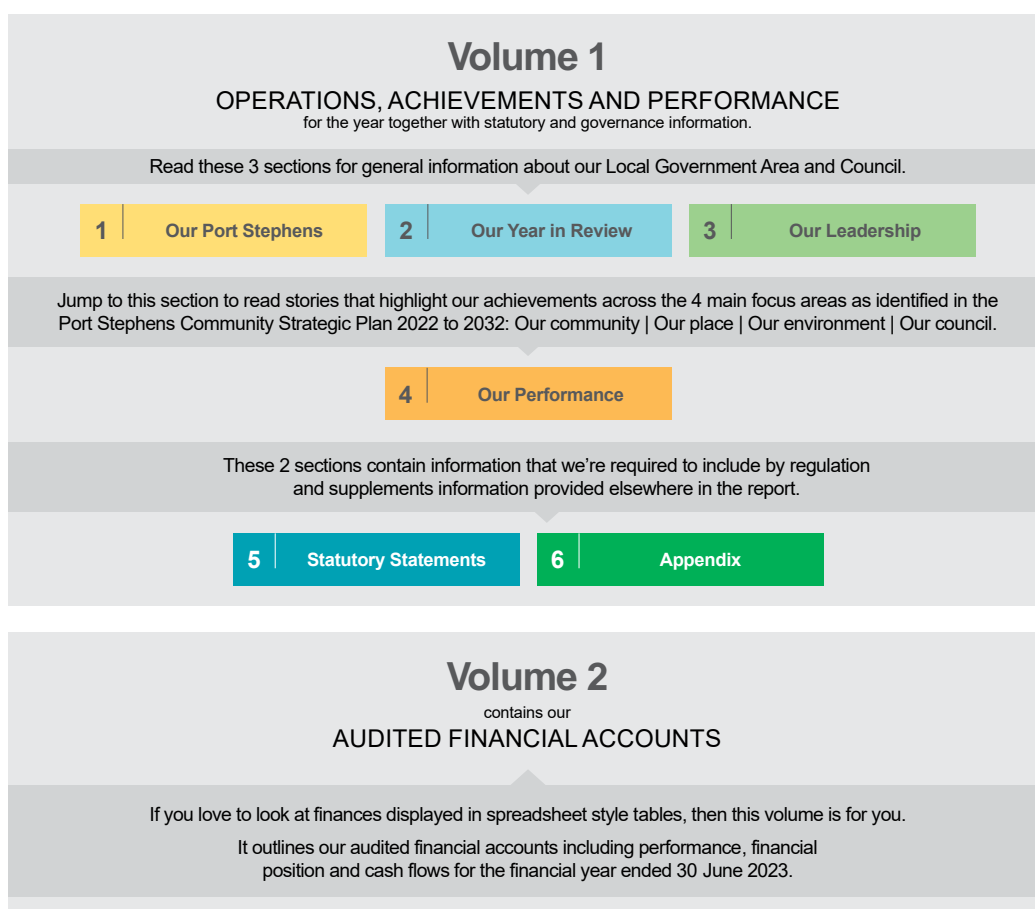 Volume 1
OPERATIONS, ACHIEVEMENTS AND PERFORMANCE
for the year together with statutory and governance information.
Read these 3 sections for general information about our Local Government Area and Council.
1 Our Port Stephens
2 Our Year in Review
3 Our Leadership
Jump to this section to read stories that highlight our achievements across the 4 main focus areas as identified in the
Port Stephens Community Strategic Plan 2022 to 2032: Our community | Our place | Our environment | Our council.
4 Our Performance
These 2 sections contain information that we’re required to include by regulation
and supplements information provided elsewhere in the report.
5 Statutory Statements
6 Appendix
Volume 2
contains our
AUDITED FINANCIAL ACCOUNTS
If you love to look at finances displayed in spreadsheet style tables, then this volume is for you.
It outlines our audited financial accounts including performance, financial
position and cash flows for the financial year ended 30 June 2023.